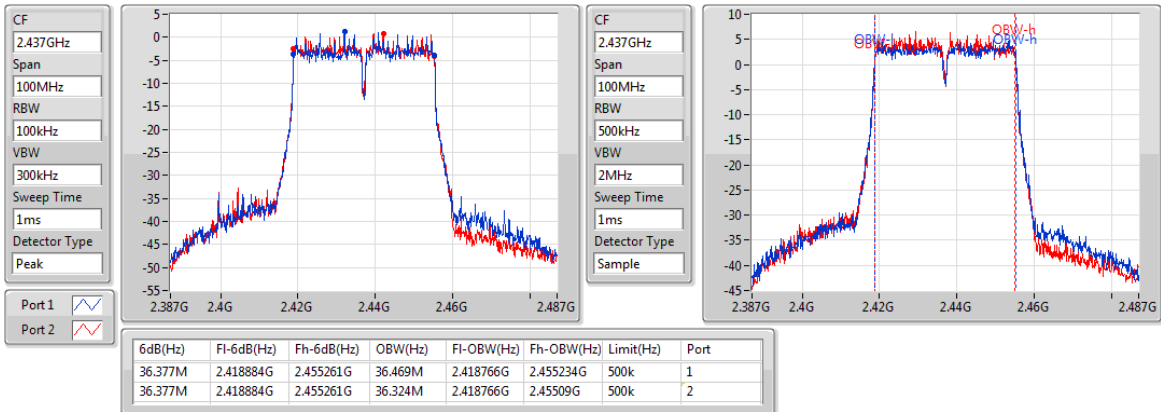 CF
2.437GHz
Span
100MHz
RBW
100kHz
VBW
300kHz
Sweep Time
1ms
Detector Type
Peak
Port 1
Port 2
5
0
-5
-10
-15
-20
-25
-30
-35
-40
-45
-50
-55
2.387G 2.4G 2.42G 2.44G 2.46G 2.487G
CF
2.437GHz
Span
100MHz
RBW
500kHz
VBW
2MHz
Sweep Time
1ms
Detector Type
Sample
10
5
0
-5
-10
-15
-20
-25
-30
-35
-40
-45
OBW-h
OBW-h
2.387G 2.4G 2.42G 2.44G 2.46G 2.487G
6dB(Hz) Fl-6dB(Hz) Fh-6dB(Hz) OBW(Hz) Fl-OBW(Hz) Fh-OBW(Hz) Limit(Hz) Port
36.377M 2.418884G 2.455261G 36.469M 2.418766G 2.455234G 500k 1
36.377M 2.418884G 2.455261G 36.324M 2.418766G 2.45509G 500k 2